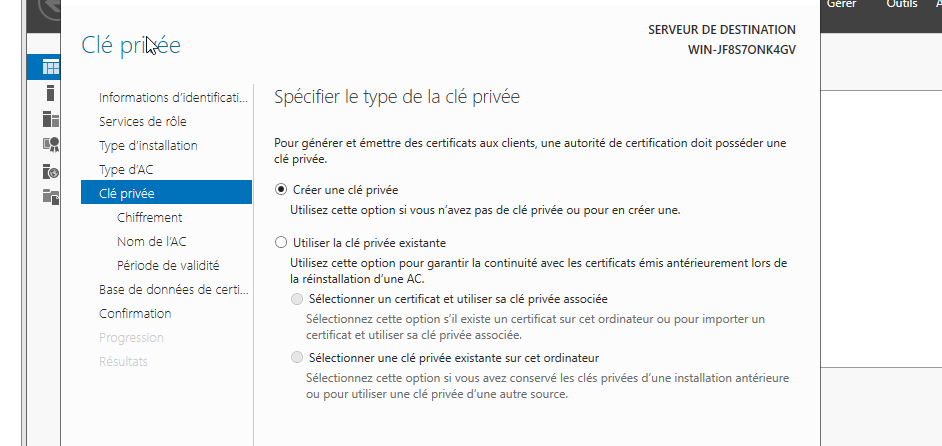 Gérer
Outils
Clé privée
SERVEUR DE DESTINATION
WIN-JF8S7ONK4GV
Informations d'identificati...
Services de rôle
Type d'installation
Type d'AC
Clé privée
Chiffrement
Nom de l'AC
Période de validité
Base de données de certi...
Confirmation
Progression
Résultats
Spécifier le type de la clé privée
Pour générer et émettre des certificats aux clients, une autorité de certification doit posséder une
clé privée.
Créer une clé privée
Utilisez cette option si vous n'avez pas de clé privée ou pour en créer une.
Utiliser la clé privée existante
Utilisez cette option pour garantir la continuité avec les certificats émis antérieurement lors de
la réinstallation d'une AC.
Sélectionner un certificat et utiliser sa clé privée associée
Sélectionnez cette option s'il existe un certificat sur cet ordinateur ou pour importer un
certificat et utiliser sa clé privée associée.
Sélectionner une clé privée existante sur cet ordinateur
Sélectionnez cette option si vous avez conservé les clés privées d'une installation antérieure
ou pour utiliser une clé privée d'une autre source.